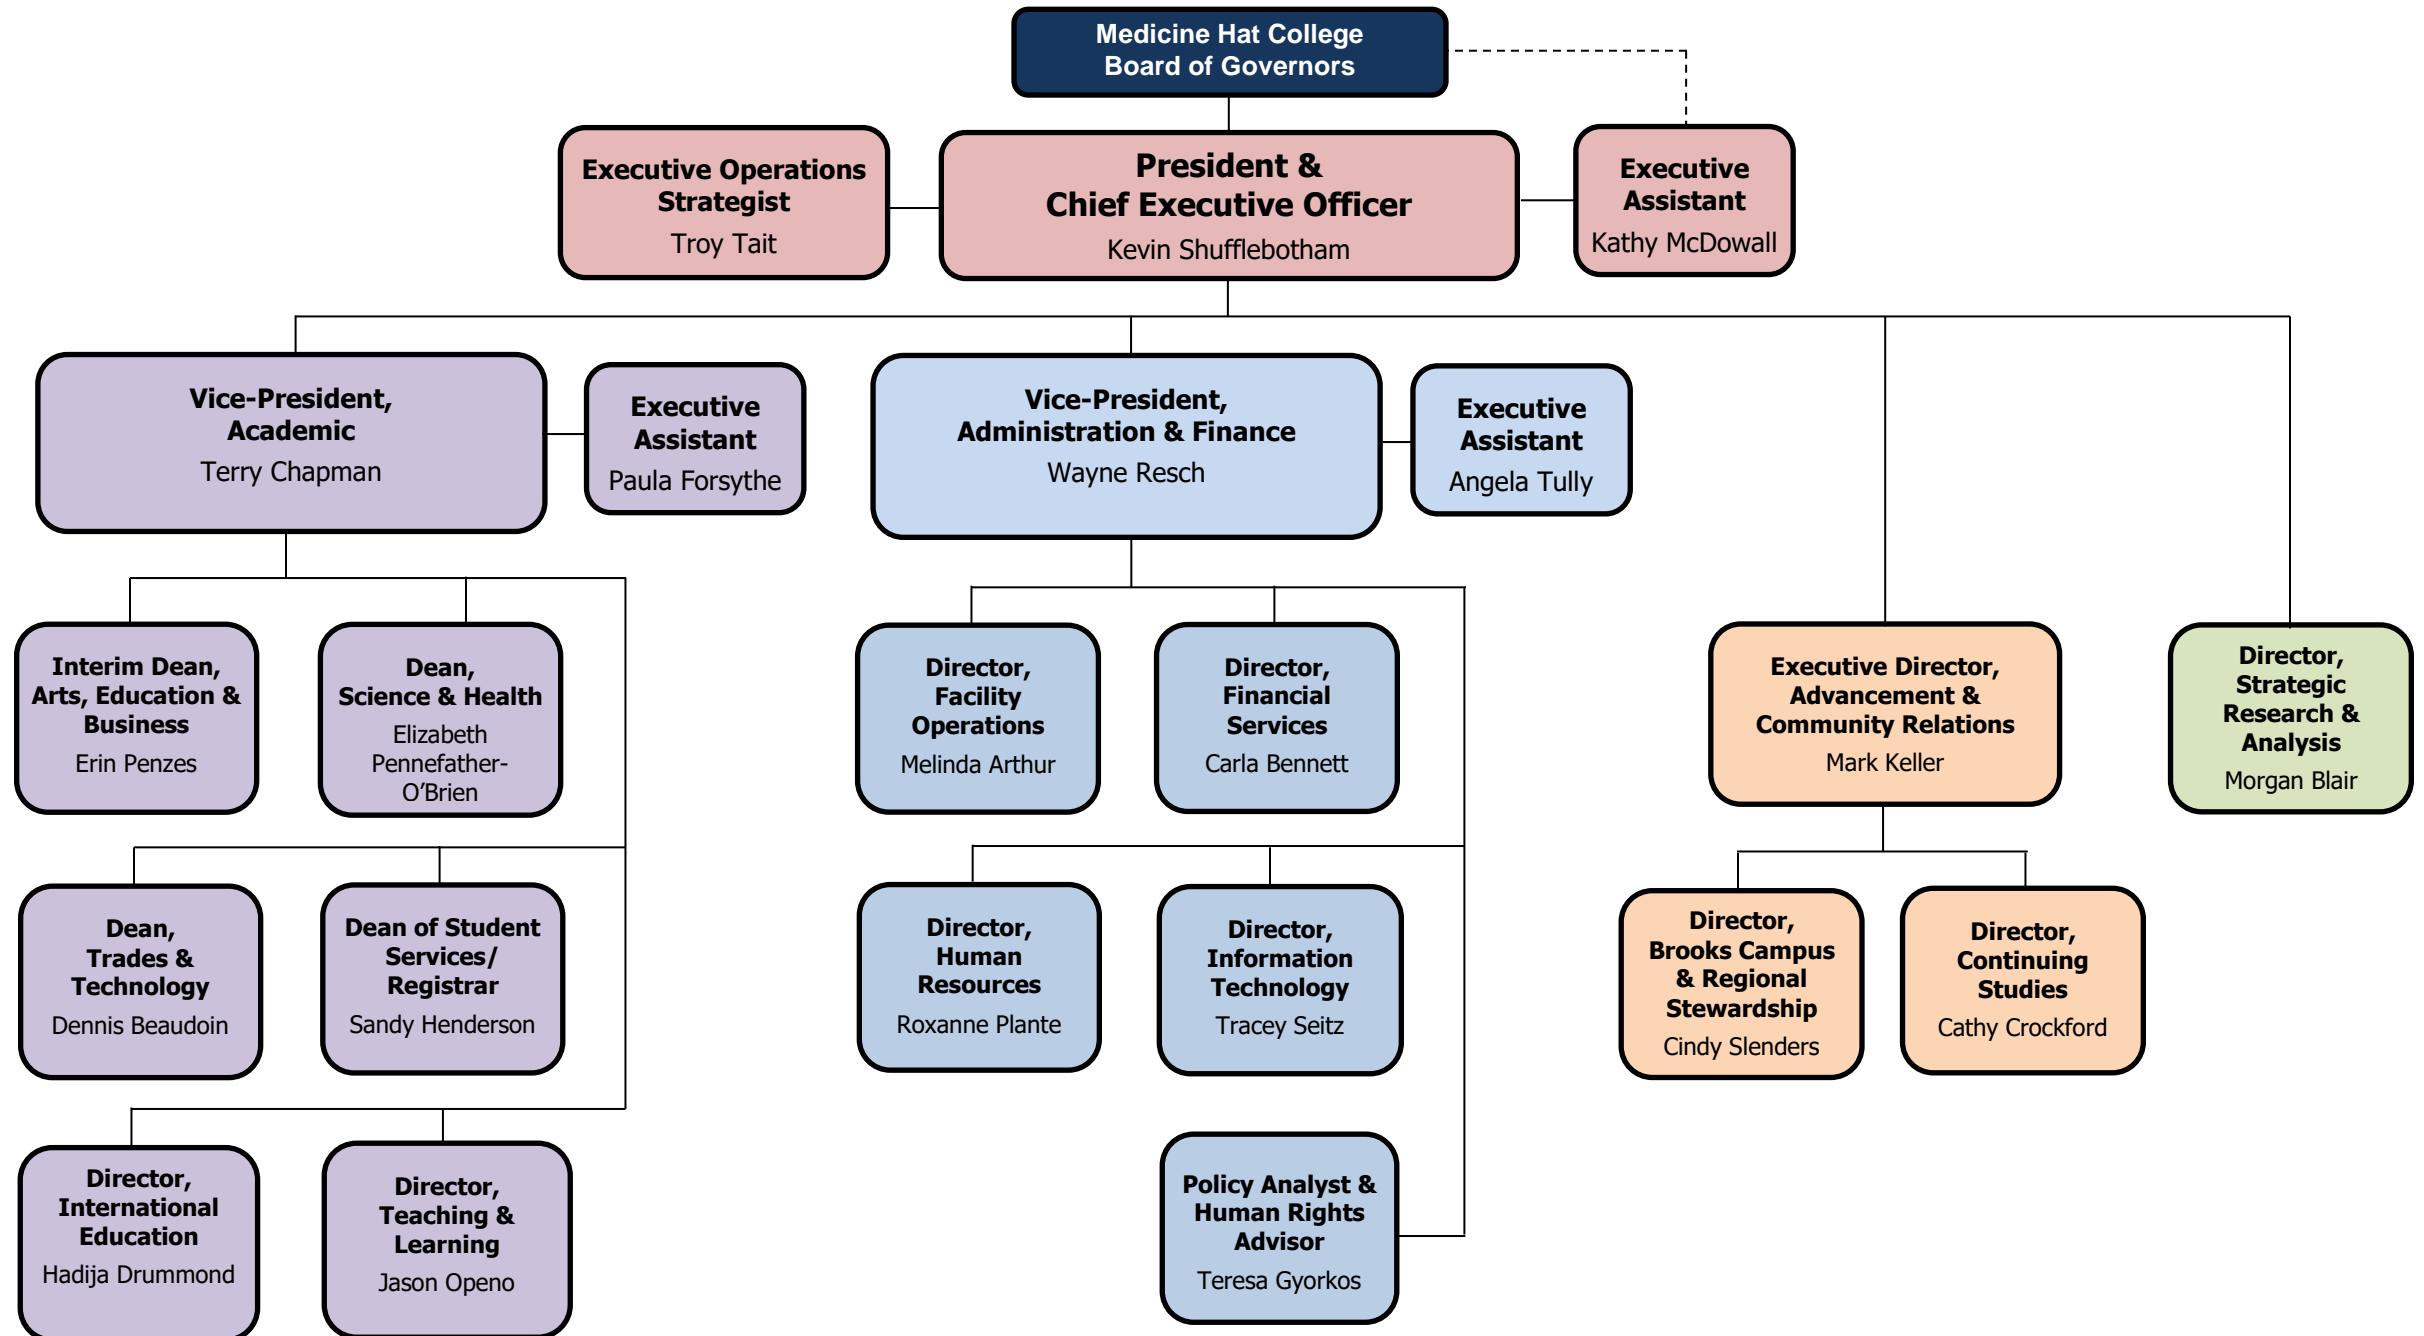 Medicine Hat College
Board of Governors
Executive Operations
Strategist
Troy Tait
President &
Chief Executive Officer
Kevin Shufflebotham
Executive
Assistant
Kathy McDowall
Vice-President,
Academic
Terry Chapman
Executive
Assistant
Paula Forsythe
Vice-President,
Administration & Finance
Wayne Resch
Executive
Assistant
Angela Tully
Interim Dean,
Arts, Education &
Business
Erin Penzes
Dean,
Science & Health
Elizabeth
Pennefather-
O’Brien
Director,
Facility
Operations
Melinda Arthur
Director,
Financial
Services
Carla Bennett
Executive Director,
Advancement &
Community Relations
Mark Keller
Director,
Strategic
Research &
Analysis
Morgan Blair
Dean,
Trades &
Technology
Dennis Beaudoin
Dean of Student
Services/
Registrar
Sandy Henderson
Director,
Human
Resources
Roxanne Plante
Director,
Information
Technology
Tracey Seitz
Director,
Brooks Campus
& Regional
Stewardship
Cindy Slenders
Director,
Continuing
Studies
Cathy Crockford
Director,
International
Education
Hadija Drummond
Director,
Teaching &
Learning
Jason Openo
Policy Analyst &
Human Rights
Advisor
Teresa Gyorkos